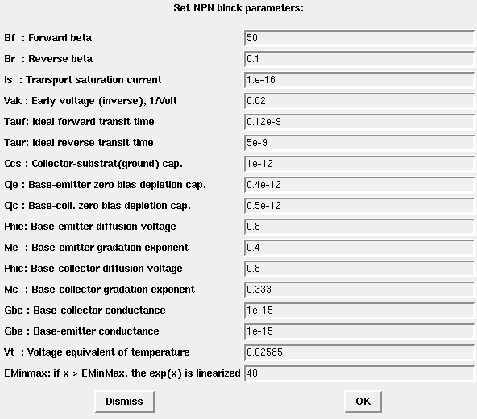 Set NPN block parameters:
Bf : Forward beta 50
Br : Reverse beta 0.1
Is : Transport saturation current 1.e-16
Vak : Early voltage (inverse), 1/Volt 0.02
Tauf: Ideal forward transit time 0.12e-9
Taur: Ideal reverse transit time 5e-9
Ccs : Collector-substrat(ground) cap. 1e-12
Cje : Base-emitter zero bias depletion cap. 0.4e-12
Cjc : Base-coll. zero bias depletion cap. 0.5e-12
Phie: Base emitter diffusion voltage 0.8
Me : Base emitter gradation exponent 0.4
Phic: Base collector diffusion voltage 0.8
Mc : Base collector gradation exponent 0.333
Gbc : Base collector conductance 1e-15
Gbe : Base-emitter conductance 1e-15
Vt : Voltage equivalent of temperature 0.02585
EMinmax: if x > EMinMax, the exp(x) is linearized 40
Dismiss OK